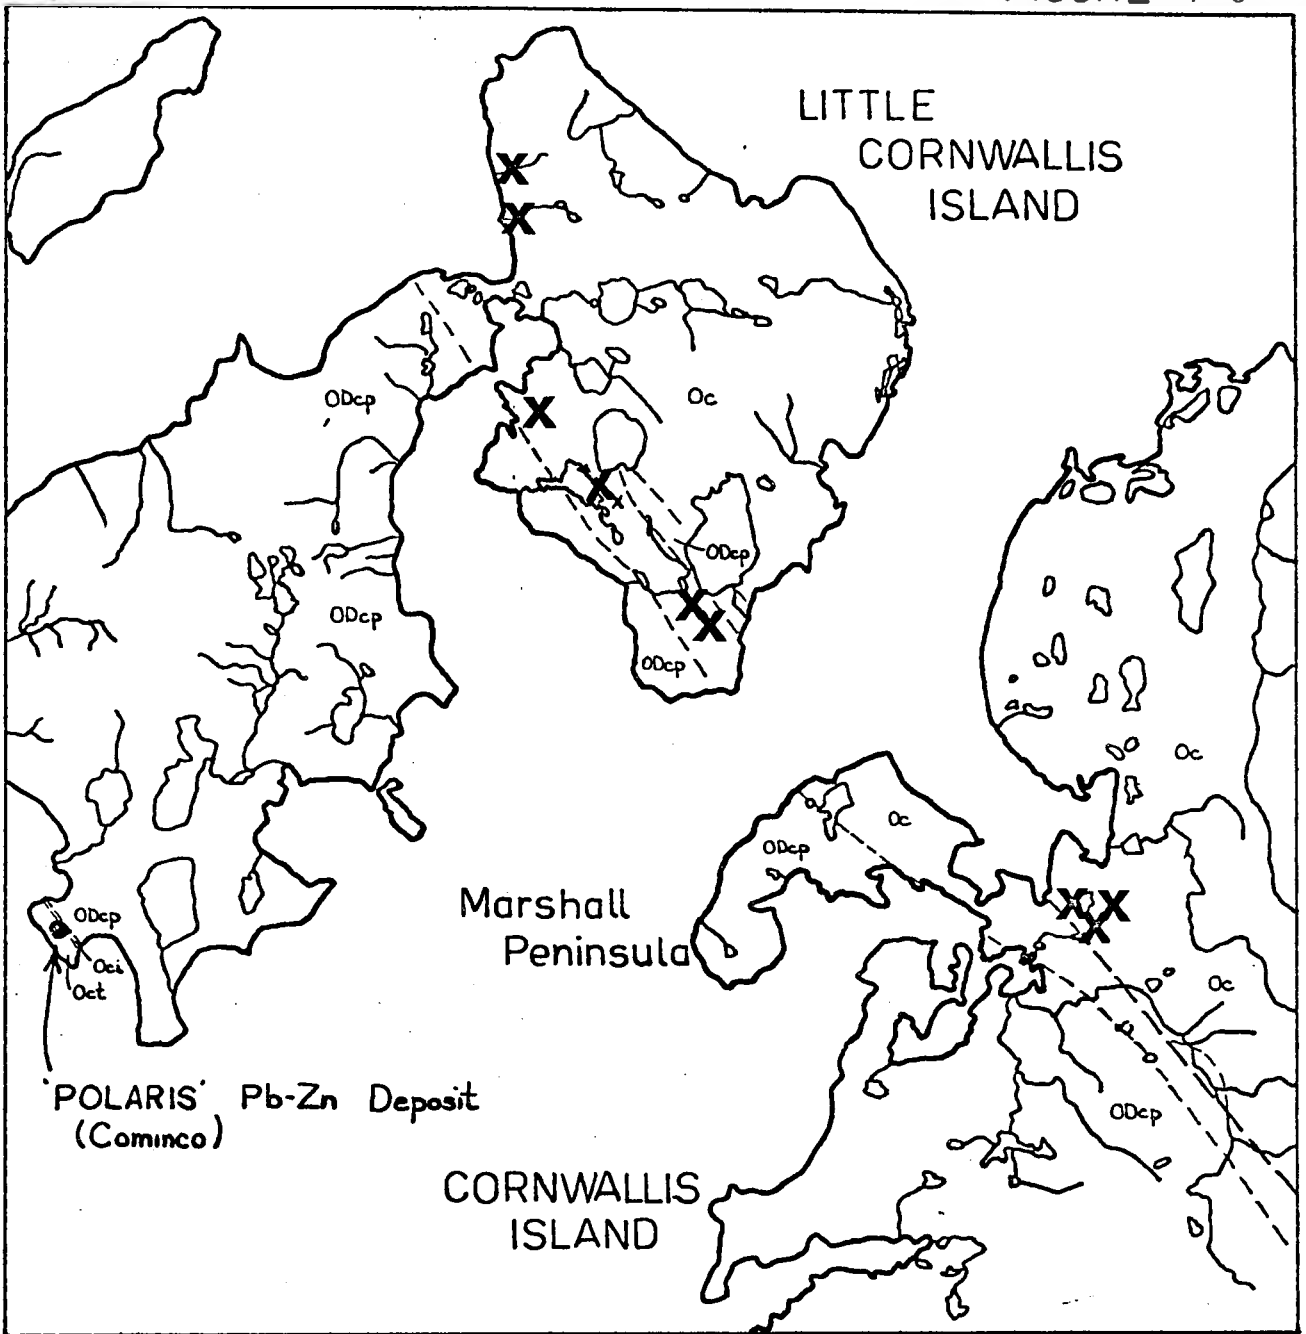 LITTLE
CORNWALLIS
ISLAND
X
X
ODcp
X
Oc
X
x
ODcp
ODcp
X
X
ODcp
Oc
Oc
ODcp
Marshall
Peninsula
X X
X
ODcp
Oci
Oct
Oc
'POLARIS' Pb-Zn Deposit
(Cominco)
ODcp
CORNWALLIS
ISLAND